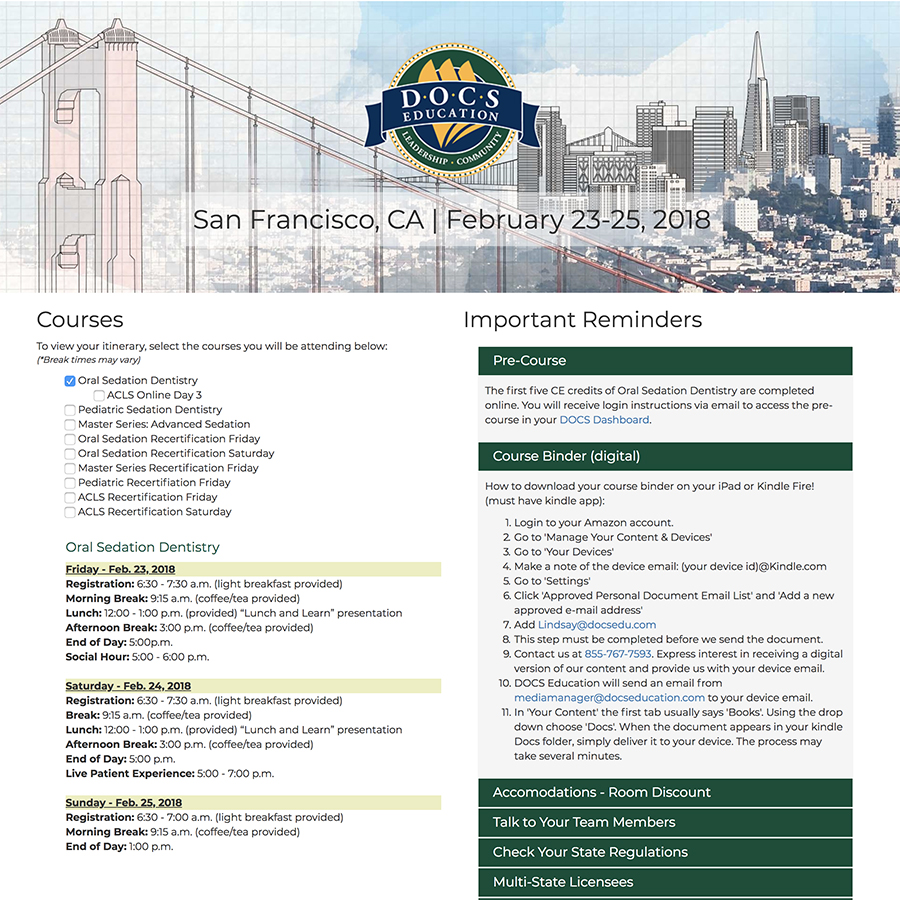 D·O·C·S
EDUCATION
LEADERSHIP · COMMUNITY
San Francisco, CA | February 23-25, 2018
Courses
To view your itinerary, select the courses you will be attending below:
(*Break times may vary)
Oral Sedation Dentistry
ACLS Online Day 3
Pediatric Sedation Dentistry
Master Series: Advanced Sedation
Oral Sedation Recertification Friday
Oral Sedation Recertification Saturday
Master Series Recertification Friday
Pediatric Recertifiation Friday
ACLS Recertification Friday
ACLS Recertification Saturday
Oral Sedation Dentistry
Friday - Feb. 23, 2018
Registration: 6:30 - 7:30 a.m. (light breakfast provided)
Morning Break: 9:15 a.m. (coffee/tea provided)
Lunch: 12:00 - 1:00 p.m. (provided) “Lunch and Learn” presentation
Afternoon Break: 3:00 p.m. (coffee/tea provided)
End of Day: 5:00p.m.
Social Hour: 5:00 - 6:00 p.m.
Saturday - Feb. 24, 2018
Registration: 6:30 - 7:30 a.m. (light breakfast provided)
Break: 9:15 a.m. (coffee/tea provided)
Lunch: 12:00 - 1:00 p.m. (provided) “Lunch and Learn” presentation
Afternoon Break: 3:00 p.m. (coffee/tea provided)
End of Day: 5:00 p.m.
Live Patient Experience: 5:00 - 7:00 p.m.
Sunday - Feb. 25, 2018
Registration: 6:30 - 7:00 a.m. (light breakfast provided)
Morning Break: 9:15 a.m. (coffee/tea provided)
End of Day: 1:00 p.m.
Important Reminders
Pre-Course
The first five CE credits of Oral Sedation Dentistry are completed
online. You will receive login instructions via email to access the pre-
course in your DOCS Dashboard.
Course Binder (digital)
How to download your course binder on your iPad or Kindle Fire!
(must have kindle app):
1. Login to your Amazon account.
2. Go to 'Manage Your Content & Devices'
3. Go to 'Your Devices'
4. Make a note of the device email: (your device id)@Kindle.com
5. Go to 'Settings'
6. Click 'Approved Personal Document Email List' and 'Add a new
approved e-mail address'
7. Add Lindsay@docsedu.com
8. This step must be completed before we send the document.
9. Contact us at 855-767-7593. Express interest in receiving a digital
version of our content and provide us with your device email.
10. DOCS Education will send an email from
mediamanager@docseducation.com to your device email.
11. In 'Your Content' the first tab usually says 'Books'. Using the drop
down choose 'Docs'. When the document appears in your kindle
Docs folder, simply deliver it to your device. The process may
take several minutes.
Accomodations - Room Discount
Talk to Your Team Members
Check Your State Regulations
Multi-State Licensees